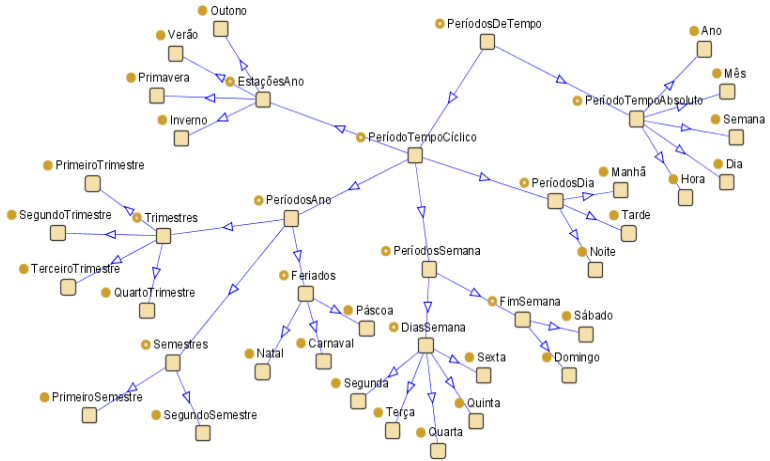 Outono
PeríodosDeTempo
Ano
Verão
Primavera
EstaçõesAno
Mês
PeríodoTempoAbsoluto
Inverno
Semana
PeríodoTempoCíclico
PrimeiroTrimestre
Dia
Manhã
Hora
PeríodosDia
PeríodosAno
SegundoTrimestre
Trimestres
Tarde
PeríodosSemana
Noite
TerceiroTrimestre
QuartoTrimestre
Feriados
FimSemana
Páscoa
Sábado
DiasSemana
Semestres
Natal
Carnaval
Sexta
Domingo
Segunda
PrimeiroSemestre
Quinta
SegundoSemestre
Terça
Quarta